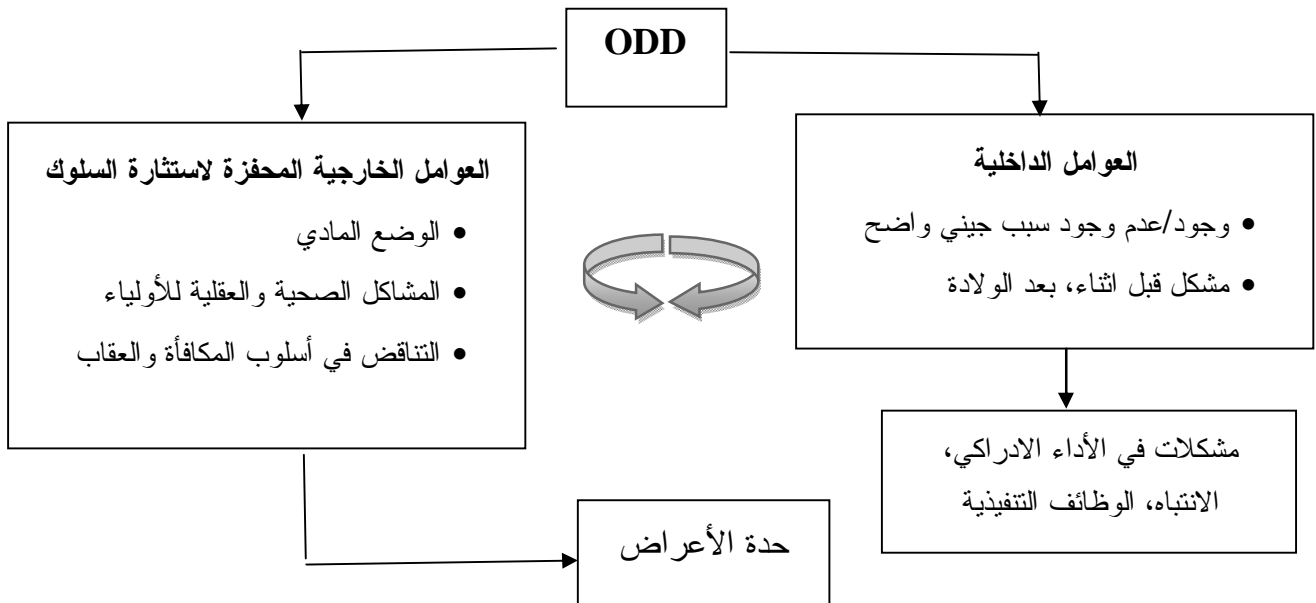 ODD
العوامل الداخلية
• وجود/عدم وجود سبب جيني واضح
• مشكل قبل اثناء، بعد الولادة
العوامل الخارجية المحفزة لاستثارة السلوك
• الوضع المادي
• المشاكل الصحية والعقلية للأولياء
• التناقض في أسلوب المكافأة والعقاب
مشكلات في الأداء الادراكي،
الانتباه، الوظائف التنفيذية
حدة الأعراض